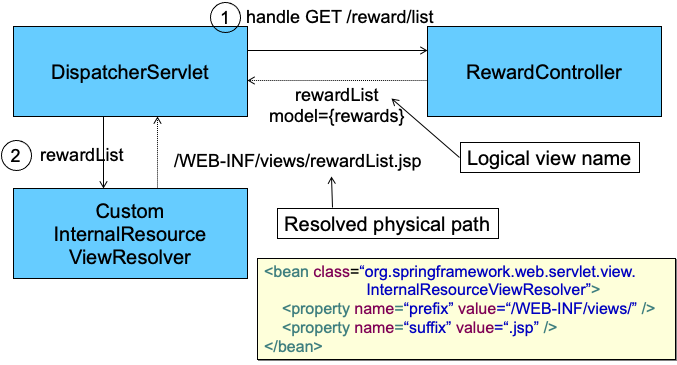 1 handle GET /reward/list
DispatcherServlet
RewardController
rewardList
model={rewards}
2 rewardList
/WEB-INF/views/rewardList.jsp
Logical view name
Custom
InternalResource
ViewResolver
Resolved physical path
<bean class=“org.springframework.web.servlet.view.
InternalResourceViewResolver”>
<property name=“prefix” value=“/WEB-INF/views/” />
<property name=“suffix” value=“.jsp” />
</bean>